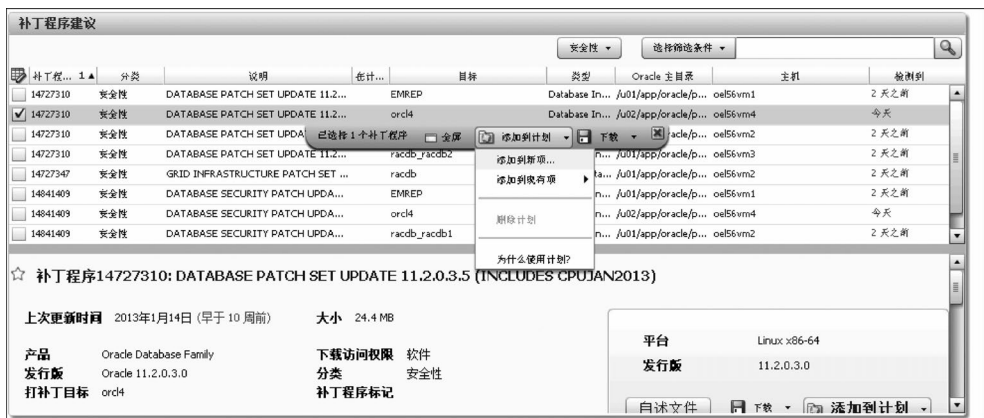 补丁程序建议
安全性 选择筛选条件
补丁程... 1 分类 说明 在计... 目标 类型 Oracle 主目录 主机 检测到
14727310 安全性 DATABASE PATCH SET UPDATE 11.2... EMREP Database In... /u01/app/oracle/p... oel56vm1 2 天之前
14727310 安全性 DATABASE PATCH SET UPDATE 11.2... orcl4 Database In... /u02/app/oracle/p... oel56vm4 今天
14727310 安全性 DATABASE PATCH SET UPDA acle/p... oel56vm2 2 天之前
已选择 1 个补丁程序 全屏 添加到计划 下载
14727310 安全性 DATABASE PATCH SET UPDATE 11.2... racdb_racdb2 n... /u01/app/oracle/p... oel56vm3 2 天之前
添加到新项...
14727347 安全性 GRID INFRASTRUCTURE PATCH SET ... racdb ta... /u01/app/oracle/p... oel56vm2 2 天之前
添加到现有项
14841409 安全性 DATABASE SECURITY PATCH UPDA... EMREP n... /u01/app/oracle/p... oel56vm1 2 天之前
14841409 安全性 DATABASE SECURITY PATCH UPDA... orcl4 n... /u02/app/oracle/p... oel56vm4 今天
删除计划
14841409 安全性 DATABASE SECURITY PATCH UPDA... racdb_racdb1 n... /u01/app/oracle/p... oel56vm2 2 天之前
为什么使用计划?
补丁程序14727310: DATABASE PATCH SET UPDATE 11.2.0.3.5 (INCLUDES CPUJAN2013)
上次更新时间 2013年1月14日 (早于 10 周前) 大小 24.4 MB
产品 Oracle Database Family 下载访问权限 软件
发行版 Oracle 11.2.0.3.0 分类 安全性
打补丁目标 orcl4 补丁程序标记
平台 Linux x86-64
发行版 11.2.0.3.0
自述文件 下载 添加到计划